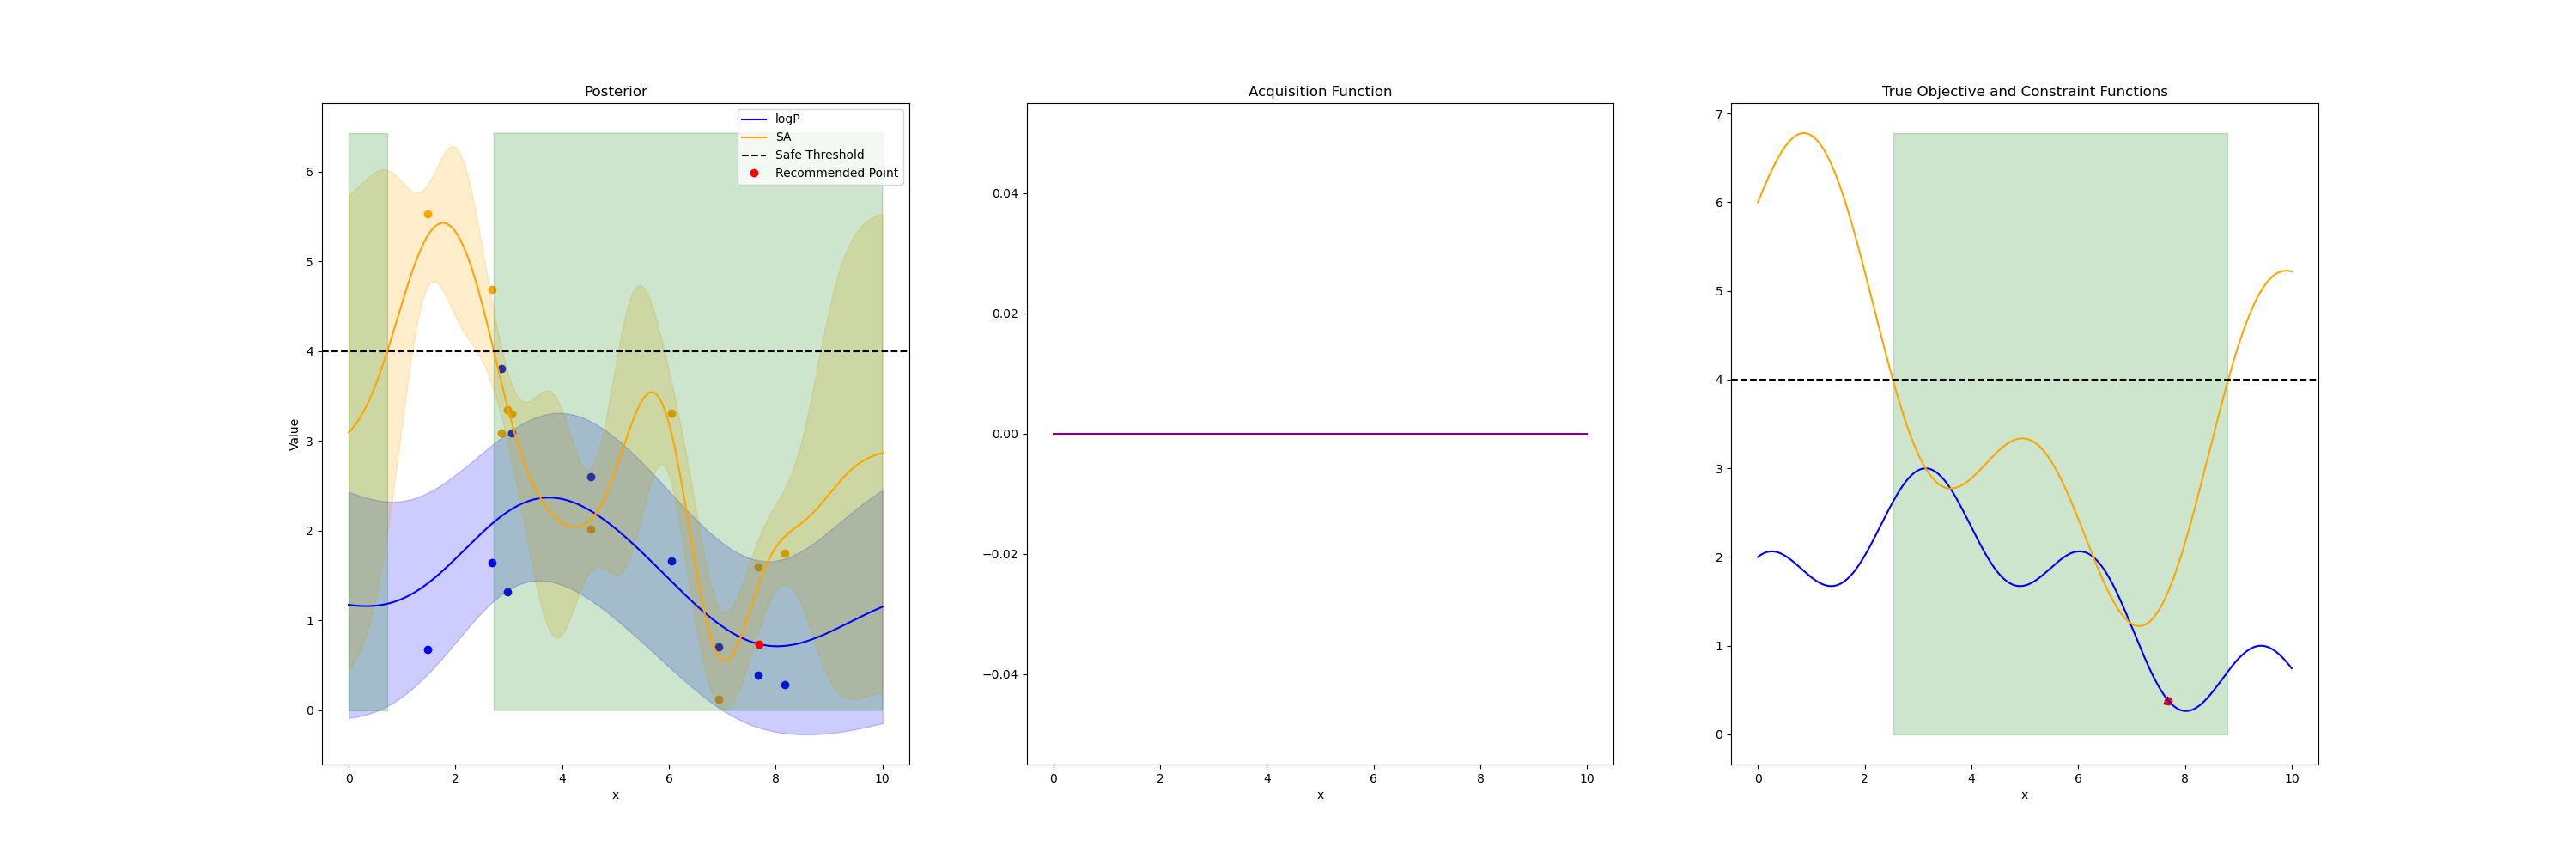 Posterior
logP
SA
Safe Threshold
Recommended Point
Value
6
5
4
3
2
1
0
0 2 4 6 8 10
x
Acquisition Function
0.04
0.02
0.00
−0.02
−0.04
0 2 4 6 8 10
x
True Objective and Constraint Functions
7
6
5
4
3
2
1
0
0 2 4 6 8 10
x